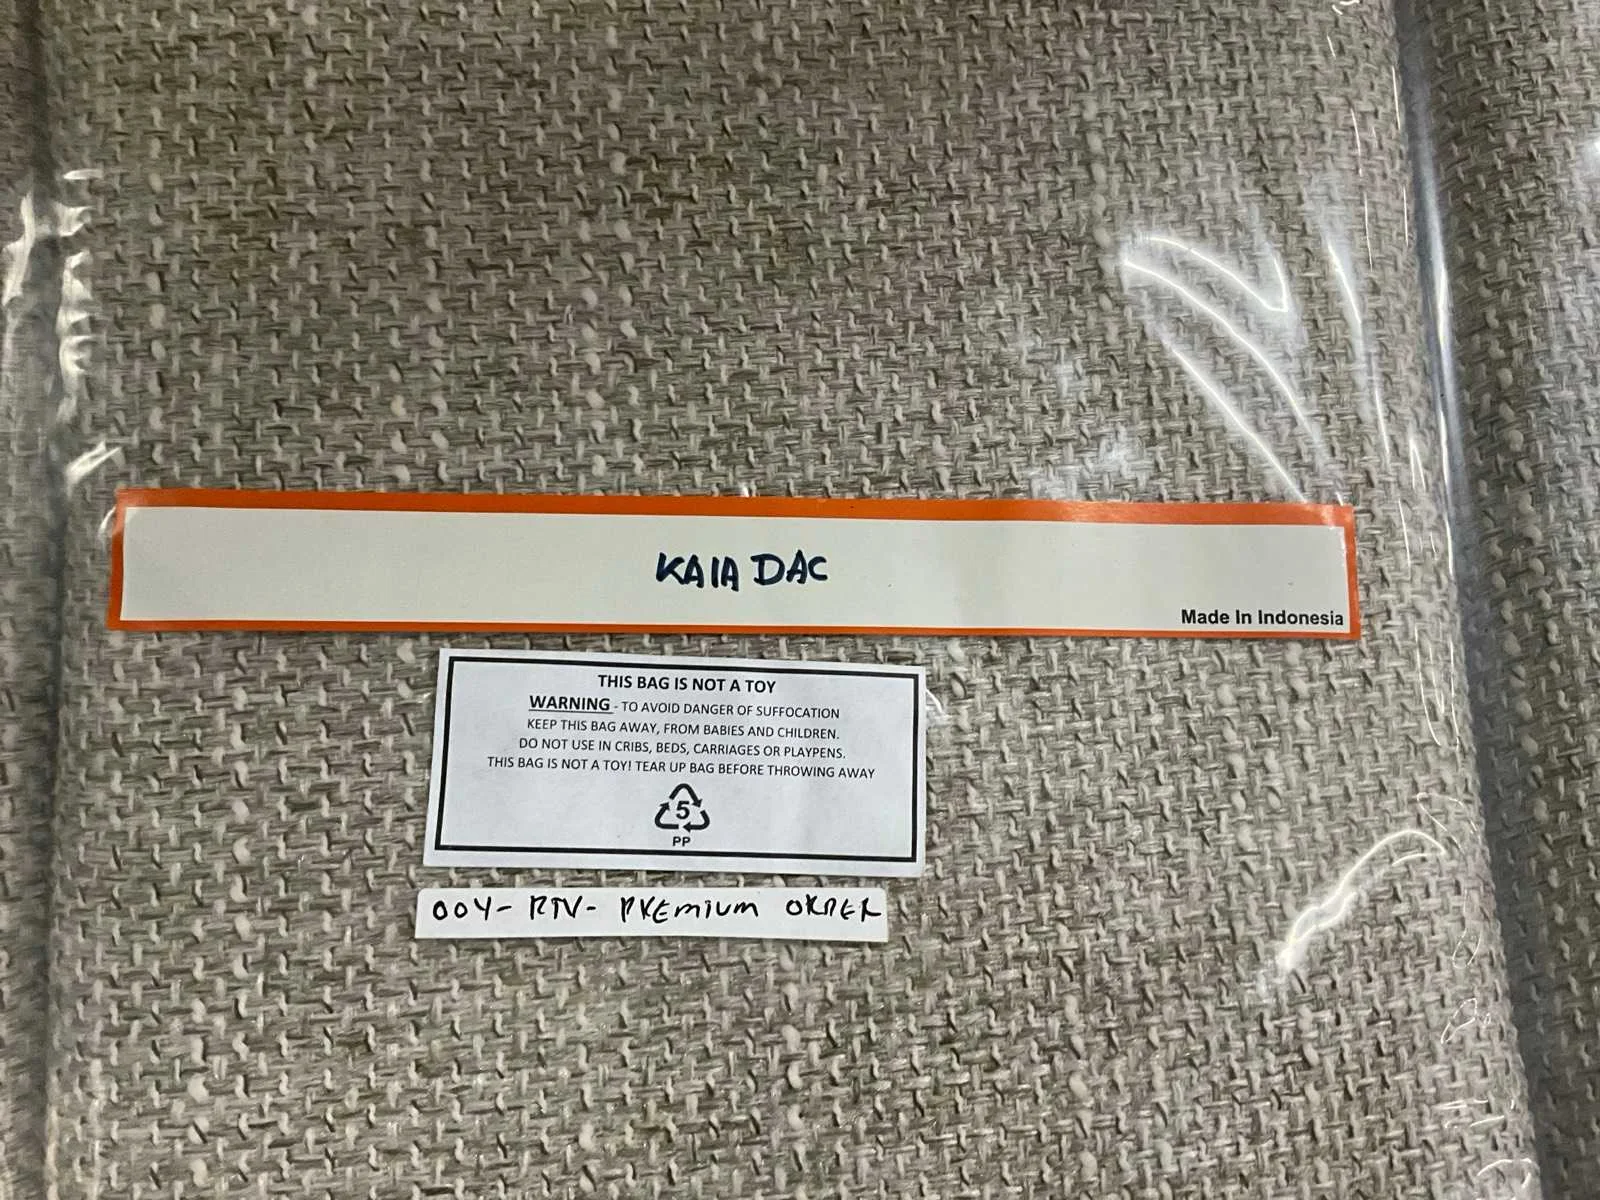 KAIA DAC
Made In Indonesia
THIS BAG IS NOT A TOY
WARNING - TO AVOID DANGER OF SUFFOCATION
KEEP THIS BAG AWAY, FROM BABIES AND CHILDREN.
DO NOT USE IN CRIBS, BEDS, CARRIAGES OR PLAYPENS.
THIS BAG IS NOT A TOY! TEAR UP BAG BEFORE THROWING AWAY
5
PP
004- RTV- PREMIUM ORDER